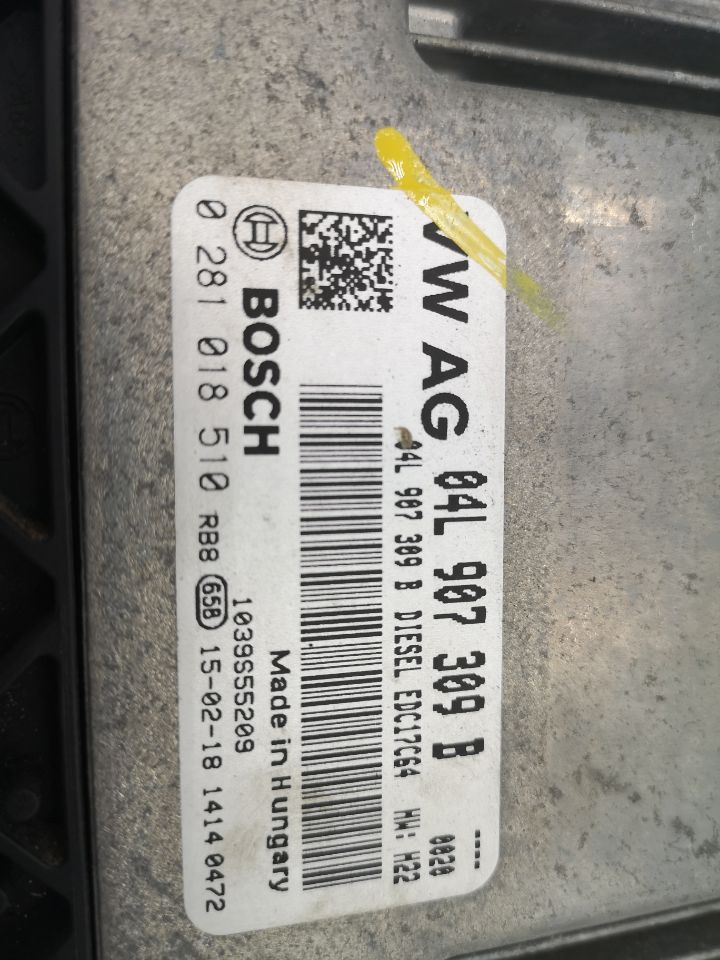 VW AG 04L 907 309 B ----
0020
04L 907 309 B DIESEL EDC17C64 HW: H22
BOSCH
Made in Hungary
1039S55209
0 281 018 510 RB8 658 15-02-18 1414 0472